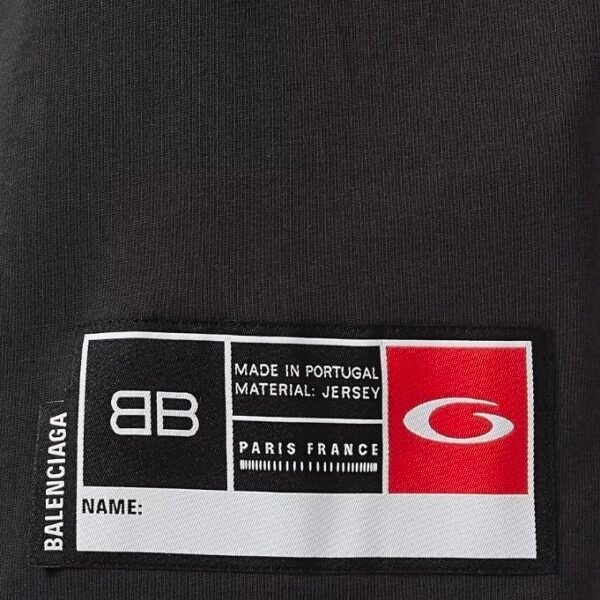 BALENCIAGA
BB
MADE IN PORTUGAL
MATERIAL: JERSEY
PARIS FRANCE
G
NAME: